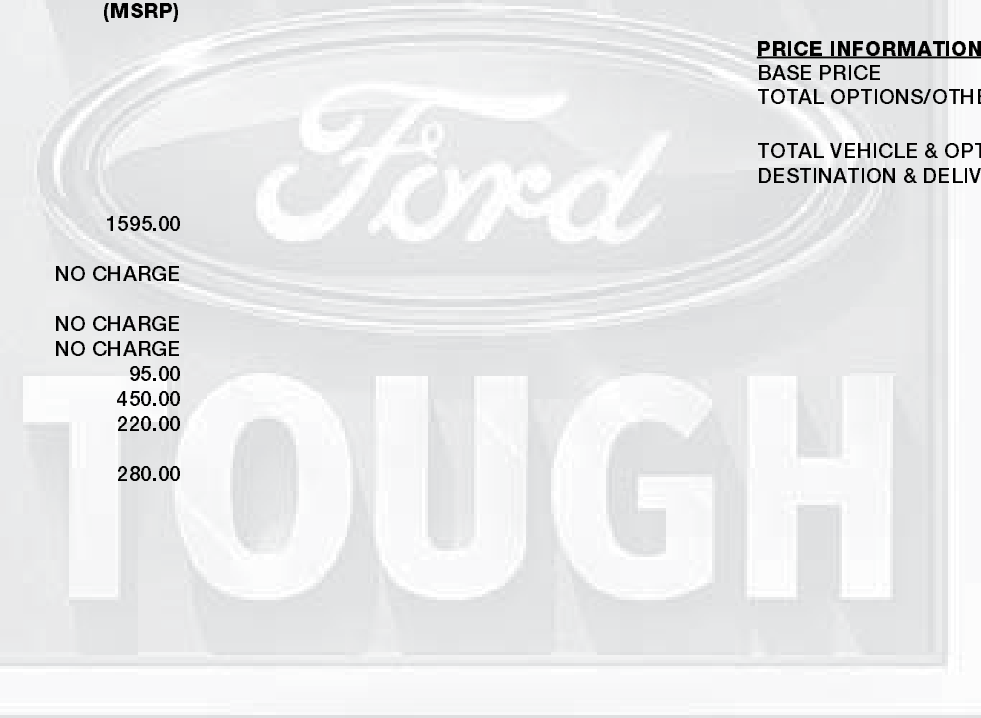 (MSRP)
PRICE INFORMATION
BASE PRICE
TOTAL OPTIONS/OTHE
TOTAL VEHICLE & OPT
DESTINATION & DELIV
1595.00
NO CHARGE
NO CHARGE
NO CHARGE
95.00
450.00
220.00
280.00
Ford
TOUGH